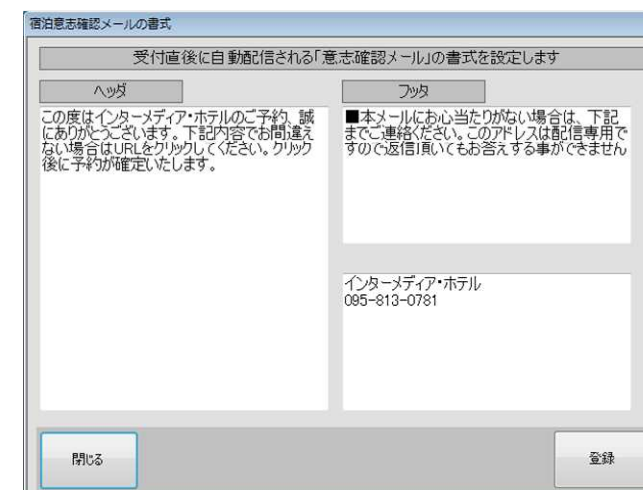 宿泊意志確認メールの書式
受付直後に自動配信される「意志確認メール」の書式を設定します
ヘッダ
この度はインターメディア・ホテルのご予約、誠
にありがとうございます。下記内容でお間違え
ない場合はURLをクリックしてください。クリック
後に予約が確定いたします。
フッタ
■本メールにお心当たりがない場合は、下記
までご連絡ください。このアドレスは配信専用で
すので返信頂いてもお答えする事ができません
インターメディア・ホテル
095-813-0781
閉じる
登録